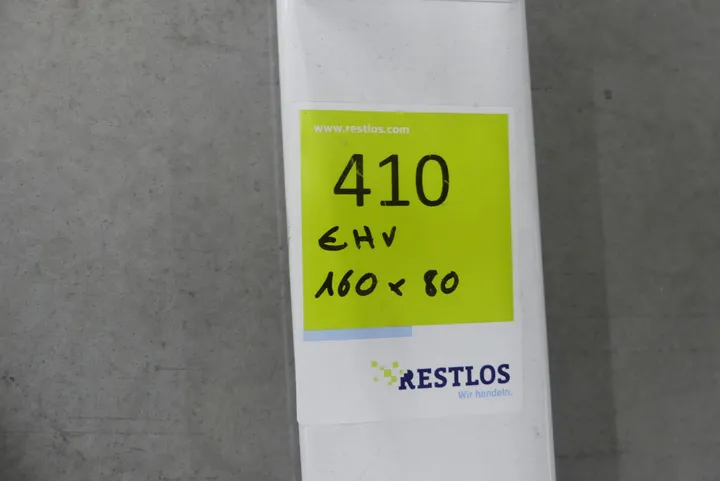 www.restlos.com
410
EHV
160 x 80
RESTLOS
Wir handeln.